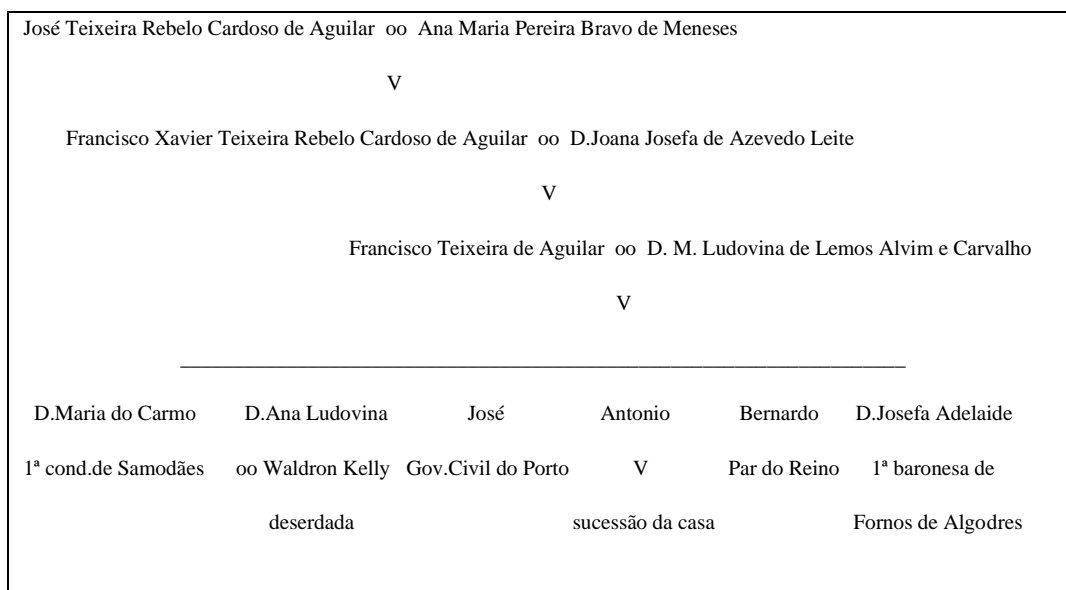 José Teixeira Rebelo Cardoso de Aguilar oo Ana Maria Pereira Bravo de Meneses
V
Francisco Xavier Teixeira Rebelo Cardoso de Aguilar oo D.Joana Josefa de Azevedo Leite
V
Francisco Teixeira de Aguilar oo D. M. Ludovina de Lemos Alvim e Carvalho
V
D.Maria do Carmo D.Ana Ludovina José Antonio Bernardo D.Josefa Adelaide
1ª cond.de Samodães oo Waldron Kelly Gov.Civil do Porto V Par do Reino 1ª baronesa de
deserdada sucessão da casa Fornos de Algodres